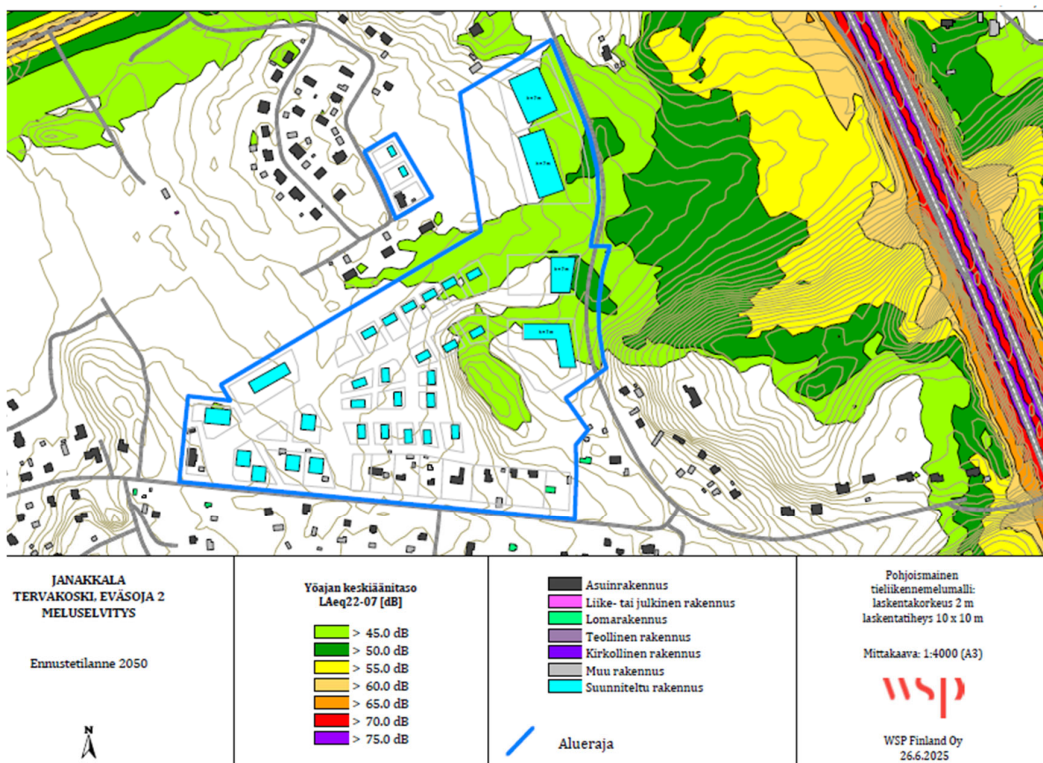 JANAKKALA
TERVAKOSKI, EVÄSOJA 2
MELUSELVITYS
Ennustetilanne 2050
N
Yöajan keskiäänitaso
LAeq22-07 [dB]
> 45.0 dB
> 50.0 dB
> 55.0 dB
> 60.0 dB
> 65.0 dB
> 70.0 dB
> 75.0 dB
Asuinrakennus
Liike- tai julkinen rakennus
Lomarakennus
Teollinen rakennus
Kirkollinen rakennus
Muu rakennus
Suunniteltu rakennus
Alueraja
Pohjoismainen
tieliikennemelumalli:
laskentakorkeus 2 m
laskentatiheys 10 x 10 m
Mittakaava: 1:4000 (A3)
wsp
WSP Finland Oy
26.6.2025